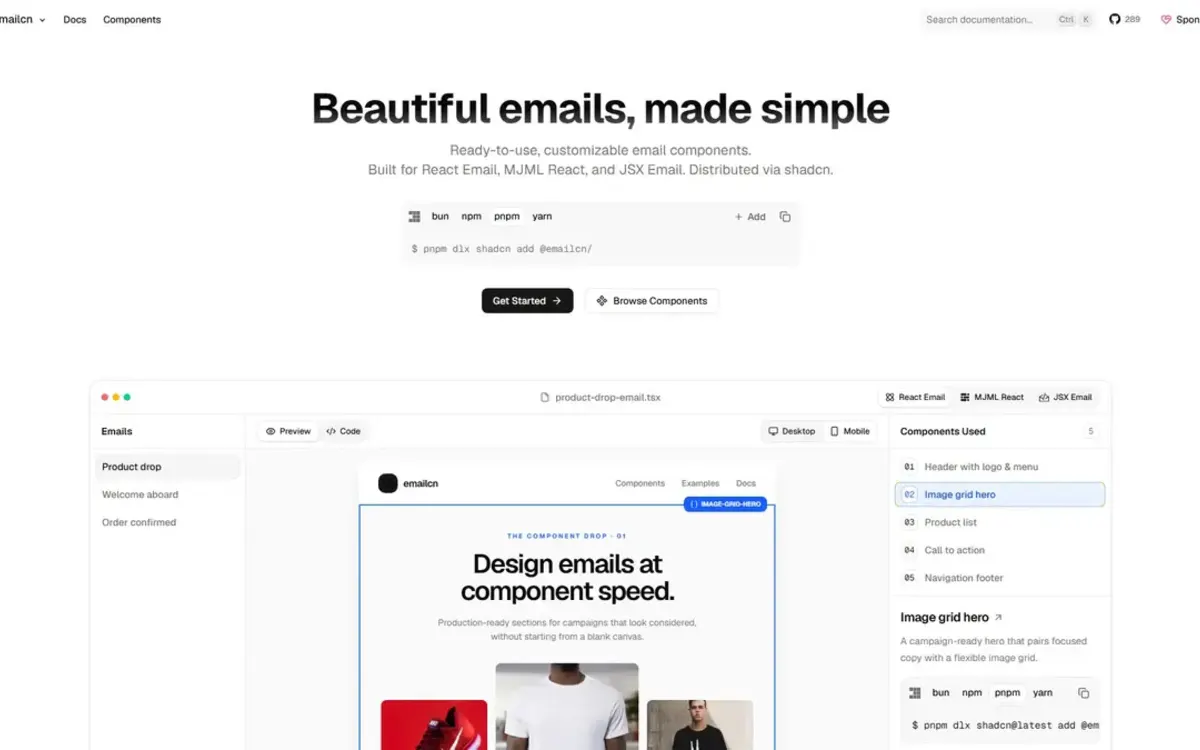 mailcn Docs Components Search documentation... Ctrl K 289 Spon
Beautiful emails, made simple
Ready-to-use, customizable email components.
Built for React Email, MJML React, and JSX Email. Distributed via shadcn.
bun npm pnpm yarn + Add
$ pnpm dlx shadcn add @emailcn/
Get Started → Browse Components
product-drop-email.tsx React Email MJML React JSX Email
Emails
Preview Code
Desktop Mobile
Components Used 5
Product drop
Welcome aboard
Order confirmed
emailcn Components Examples Docs
IMAGE-GRID-HERO
THE COMPONENT DROP - 01
Design emails at
component speed.
Production-ready sections for campaigns that look considered,
without starting from a blank canvas.
01 Header with logo & menu
02 Image grid hero
03 Product list
04 Call to action
05 Navigation footer
Image grid hero ↗
A campaign-ready hero that pairs focused
copy with a flexible image grid.
bun npm pnpm yarn
$ pnpm dlx shadcn@latest add @em